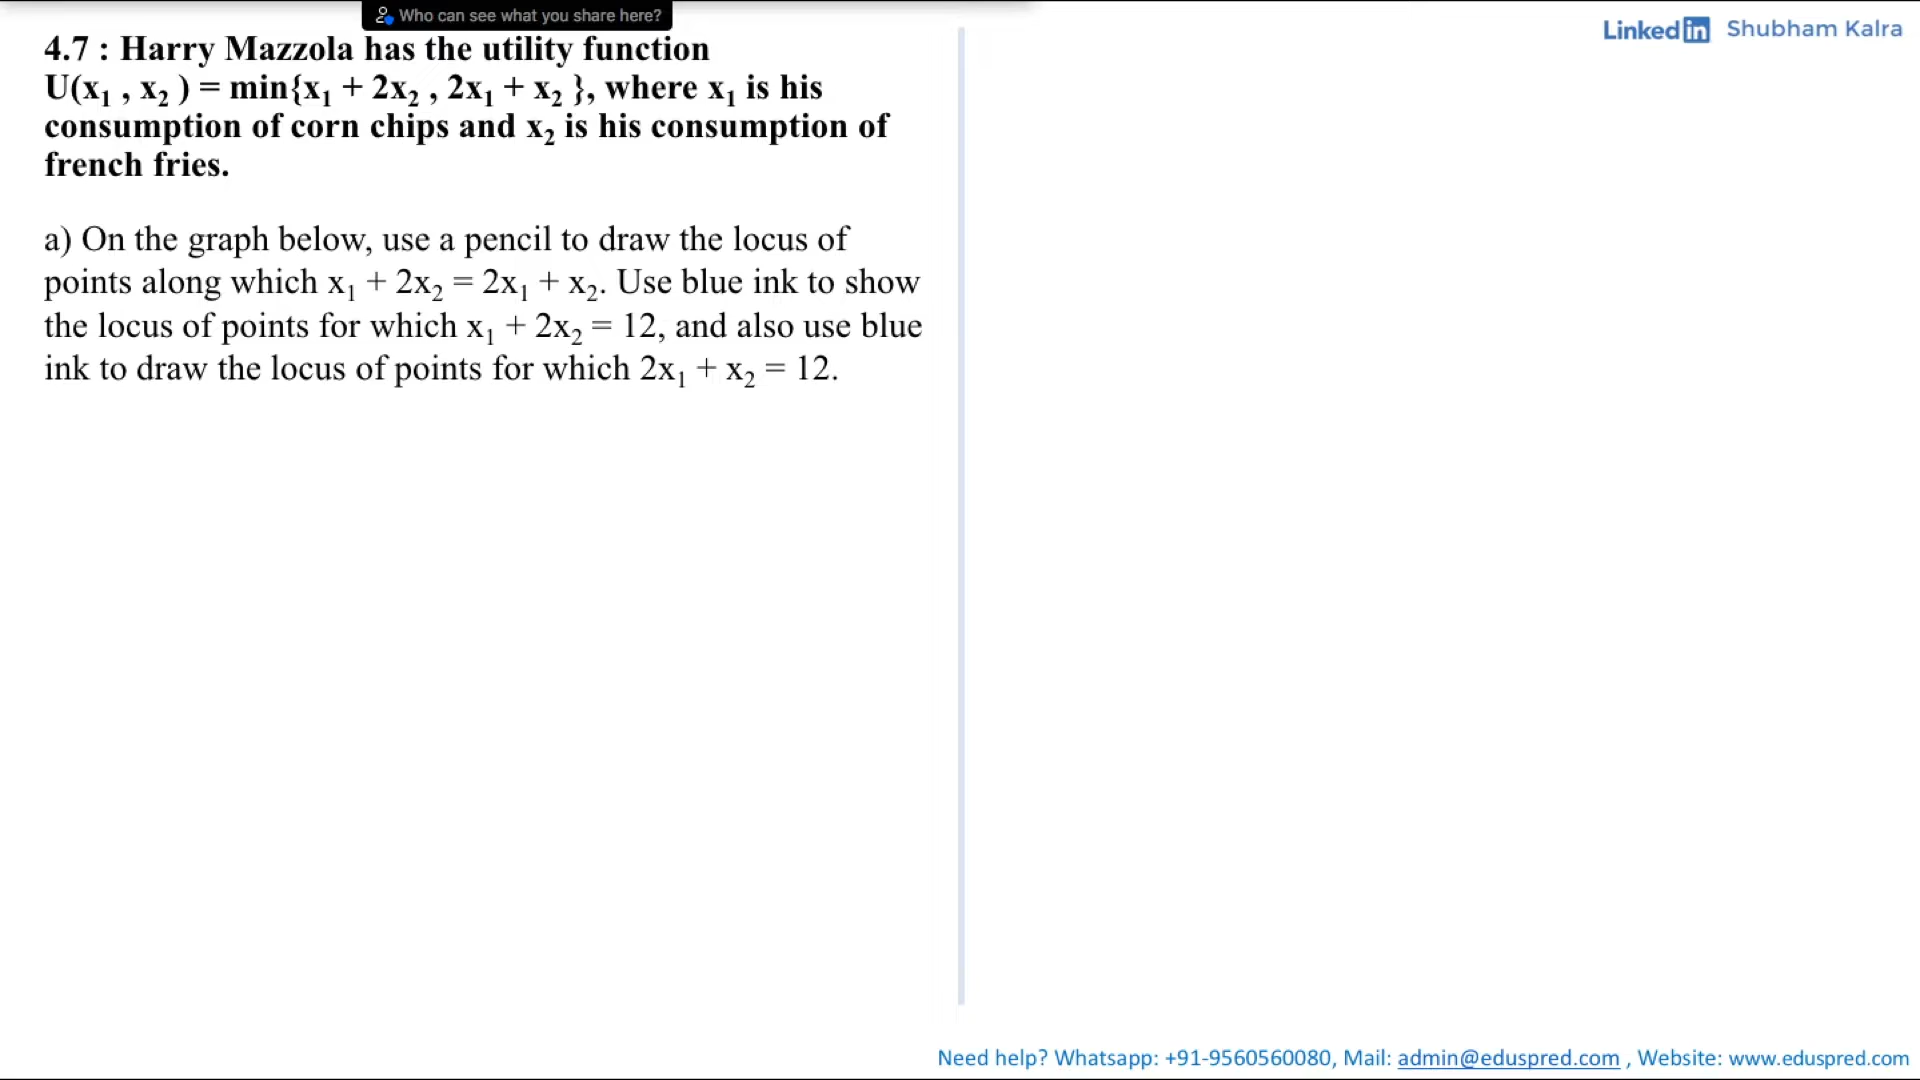 Who can see what you share here?
Linked in Shubham Kalra
4.7 : Harry Mazzola has the utility function
U(x₁ , x₂ ) = min{x₁ + 2x₂ , 2x₁ + x₂ }, where x₁ is his
consumption of corn chips and x₂ is his consumption of
french fries.
a) On the graph below, use a pencil to draw the locus of
points along which x₁ + 2x₂ = 2x₁ + x₂. Use blue ink to show
the locus of points for which x₁ + 2x₂ = 12, and also use blue
ink to draw the locus of points for which 2x₁ + x₂ = 12.
Need help? Whatsapp: +91-9560560080, Mail: admin@eduspred.com , Website: www.eduspred.com